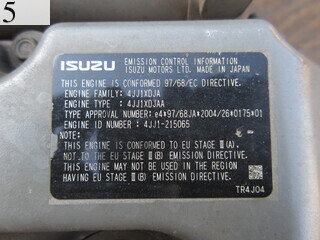 5
ISUZU
EMISSION CONTROL INFORMATION
ISUZU MOTORS LTD. MADE IN JAPAN
THIS ENGINE IS CONFORMED 97/68/EC DIRECTIVE.
ENGINE FAMILY: 4JJ1XDJA
ENGINE TYPE : 4JJ1XDJAA
TYPE APPROVAL NUMBER: e4*97/68JA*2004/26*0175*01
ENGINE ID NUMBER : 4JJ1-215065
NOTE:-
THIS ENGINE IS CONFORMED TO EU STAGE Ⅲ(A),
NOT TO THE EU STAGE Ⅲ(B) EMISSION DIRECTIVE.
THIS ENGINE MAY NOT BE USED IN THE REGION
HAVING EU STAGE Ⅲ(B) EMISSION DIRECTIVE.
TR4J04